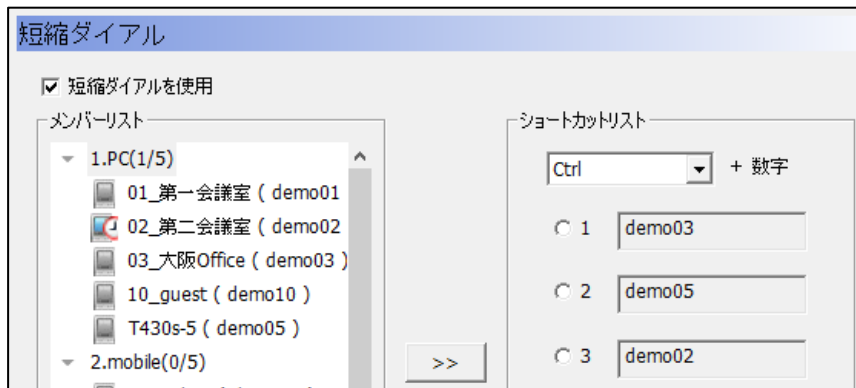 短縮ダイアル
短縮ダイアルを使用
メンバーリスト
1.PC(1/5)
01_第一会議室 ( demo01
02_第二会議室 ( demo02
03_大阪Office ( demo03 )
10_guest ( demo10 )
T430s-5 ( demo05 )
2.mobile(0/5)
>>
ショートカットリスト
Ctrl + 数字
1 demo03
2 demo05
3 demo02